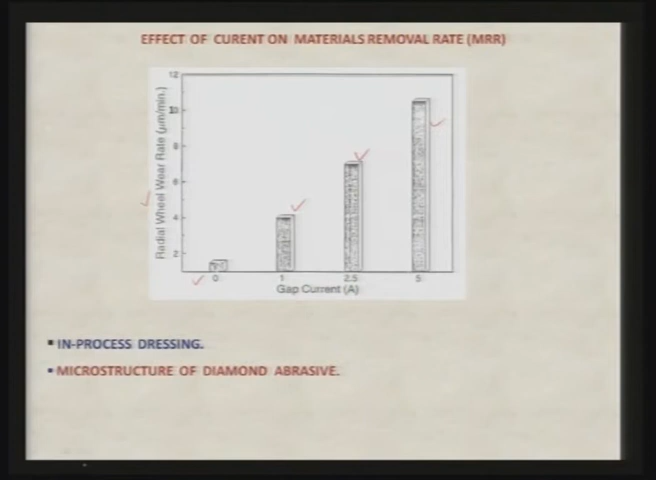 EFFECT OF CURENT ON MATERIALS REMOVAL RATE (MRR)
Radial Wheel Wear Rate (µm/min.)
12
10
8
6
4
2
0 1 2.5 5
Gap Current (A)
▪ IN-PROCESS DRESSING.
• MICROSTRUCTURE OF DIAMOND ABRASIVE.